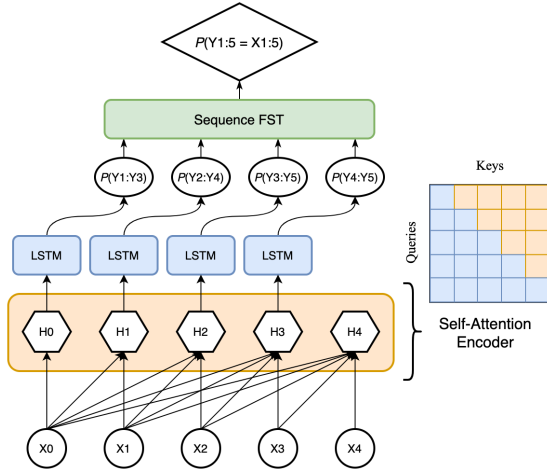 P(Y1:5 = X1:5)
Sequence FST
P(Y1:Y3) P(Y2:Y4) P(Y3:Y5) P(Y4:Y5)
Keys
Queries
LSTM LSTM LSTM LSTM
H0 H1 H2 H3 H4
Self-Attention
Encoder
X0 X1 X2 X3 X4